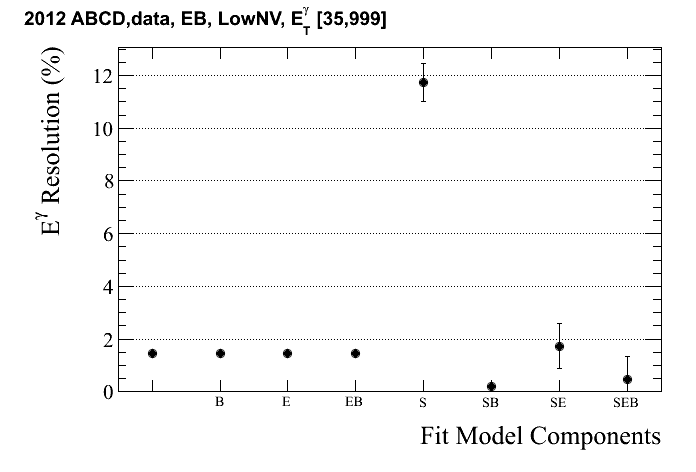 2012 ABCD,data, EB, LowNV, E_T^γ [35,999]
E^γ Resolution (%)
12
10
8
6
4
2
0
B E EB S SB SE SEB
Fit Model Components